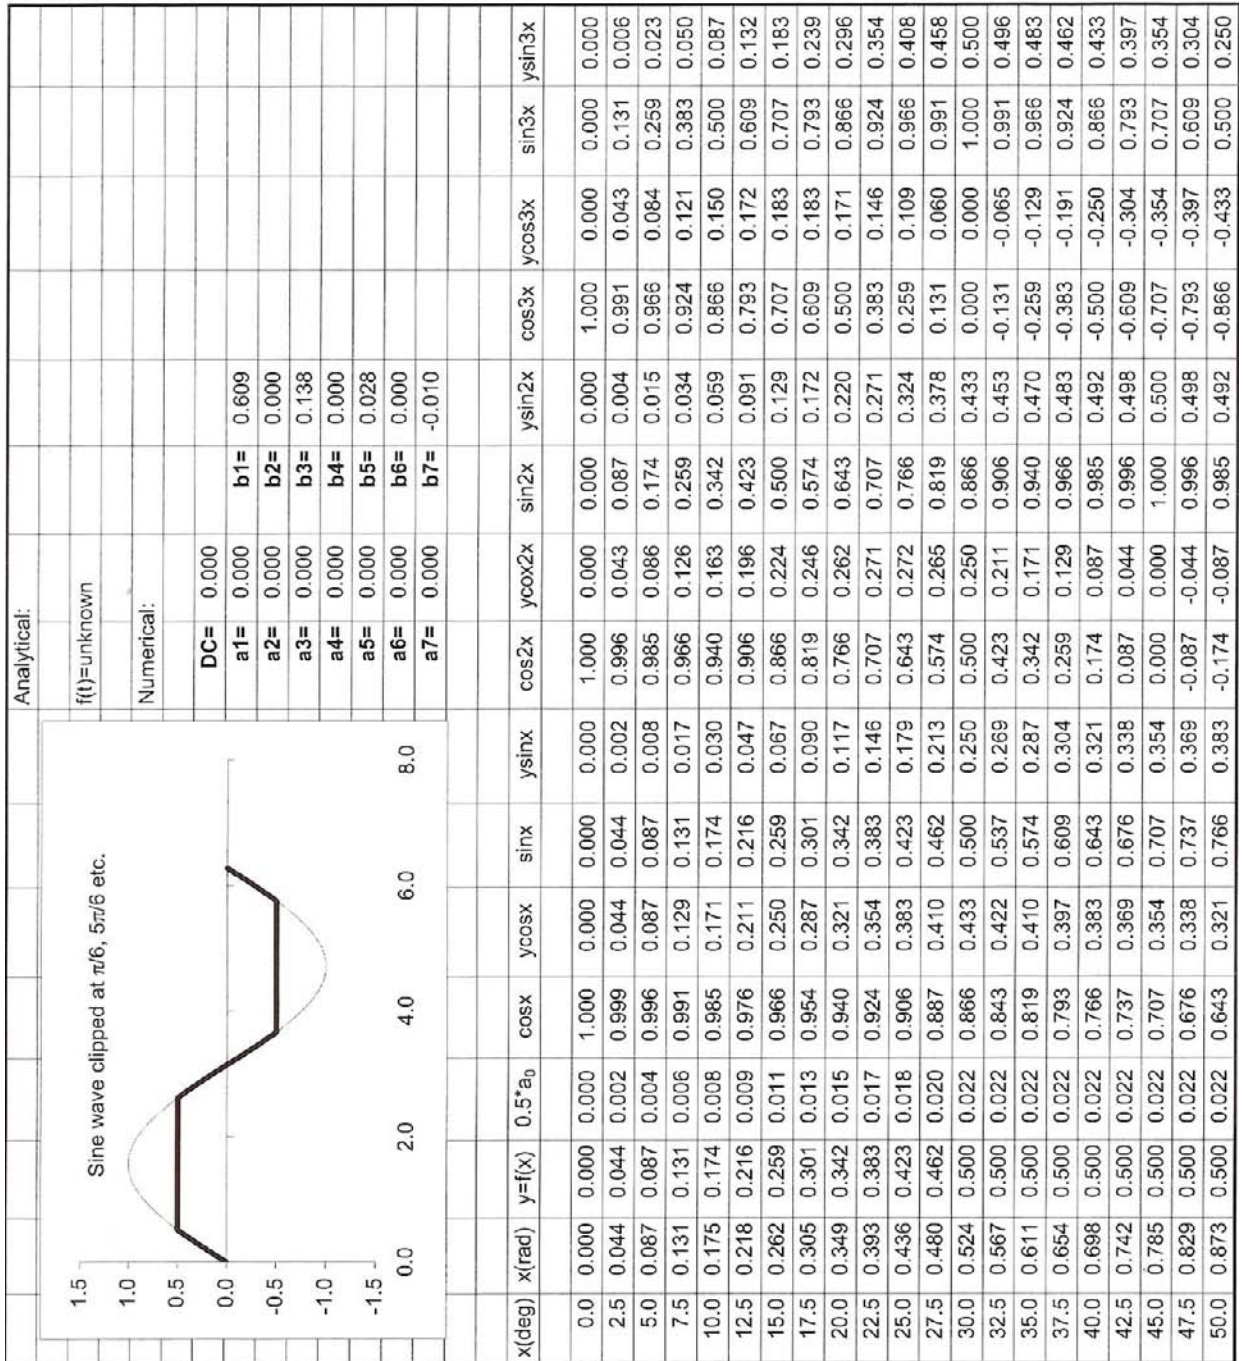 Analytical:
f(t)=unknown
Numerical:
DC= 0.000
a1= 0.000 b1= 0.609
a2= 0.000 b2= 0.000
a3= 0.000 b3= 0.138
a4= 0.000 b4= 0.000
a5= 0.000 b5= 0.028
a6= 0.000 b6= 0.000
a7= 0.000 b7= -0.010
Sine wave clipped at π/6, 5π/6 etc.
1.5
1.0
0.5
0.0
-0.5
-1.0
-1.5
0.0 2.0 4.0 6.0 8.0
x(deg) x(rad) y=f(x) 0.5*a0 cosx ycosx sinx ysinx cos2x ycox2x sin2x ysin2x cos3x ycos3x sin3x ysin3x
0.0 0.000 0.000 0.000 1.000 0.000 0.000 0.000 1.000 0.000 0.000 0.000 1.000 0.000 0.000 0.000
2.5 0.044 0.044 0.002 0.999 0.044 0.044 0.002 0.996 0.043 0.087 0.004 0.991 0.043 0.131 0.006
5.0 0.087 0.087 0.004 0.996 0.087 0.087 0.008 0.985 0.086 0.174 0.015 0.966 0.084 0.259 0.023
7.5 0.131 0.131 0.006 0.991 0.129 0.131 0.017 0.966 0.126 0.259 0.034 0.924 0.121 0.383 0.050
10.0 0.175 0.174 0.008 0.985 0.171 0.174 0.030 0.940 0.163 0.342 0.059 0.866 0.150 0.500 0.087
12.5 0.218 0.216 0.009 0.976 0.211 0.216 0.047 0.906 0.196 0.423 0.091 0.793 0.172 0.609 0.132
15.0 0.262 0.259 0.011 0.966 0.250 0.259 0.067 0.866 0.224 0.500 0.129 0.707 0.183 0.707 0.183
17.5 0.305 0.301 0.013 0.954 0.287 0.301 0.090 0.819 0.246 0.574 0.172 0.609 0.183 0.793 0.239
20.0 0.349 0.342 0.015 0.940 0.321 0.342 0.117 0.766 0.262 0.643 0.220 0.500 0.171 0.866 0.296
22.5 0.393 0.383 0.017 0.924 0.354 0.383 0.146 0.707 0.271 0.707 0.271 0.383 0.146 0.924 0.354
25.0 0.436 0.423 0.018 0.906 0.383 0.423 0.179 0.643 0.272 0.766 0.324 0.259 0.109 0.966 0.408
27.5 0.480 0.462 0.020 0.887 0.410 0.462 0.213 0.574 0.265 0.819 0.378 0.131 0.060 0.991 0.458
30.0 0.524 0.500 0.022 0.866 0.433 0.500 0.250 0.500 0.250 0.866 0.433 0.000 0.000 1.000 0.500
32.5 0.567 0.500 0.022 0.843 0.422 0.537 0.269 0.423 0.211 0.906 0.453 -0.131 -0.065 0.991 0.496
35.0 0.611 0.500 0.022 0.819 0.410 0.574 0.287 0.342 0.171 0.940 0.470 -0.259 -0.129 0.966 0.483
37.5 0.654 0.500 0.022 0.793 0.397 0.609 0.304 0.259 0.129 0.966 0.483 -0.383 -0.191 0.924 0.462
40.0 0.698 0.500 0.022 0.766 0.383 0.643 0.321 0.174 0.087 0.985 0.492 -0.500 -0.250 0.866 0.433
42.5 0.742 0.500 0.022 0.737 0.369 0.676 0.338 0.087 0.044 0.996 0.498 -0.609 -0.304 0.793 0.397
45.0 0.785 0.500 0.022 0.707 0.354 0.707 0.354 0.000 0.000 1.000 0.500 -0.707 -0.354 0.707 0.354
47.5 0.829 0.500 0.022 0.676 0.338 0.737 0.369 -0.087 -0.044 0.996 0.498 -0.793 -0.397 0.609 0.304
50.0 0.873 0.500 0.022 0.643 0.321 0.766 0.383 -0.174 -0.087 0.985 0.492 -0.866 -0.433 0.500 0.250